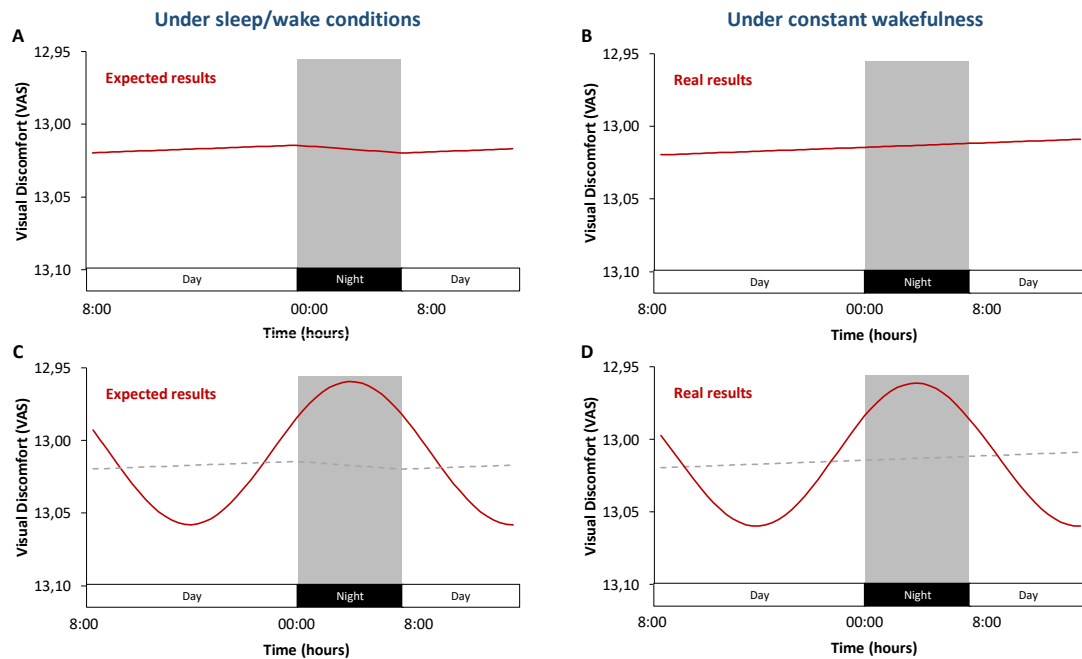 Under sleep/wake conditions
Under constant wakefulness
A
12,95
13,00
13,05
13,10
Visual Discomfort (VAS)
Expected results
Day
Night
Day
8:00
00:00
8:00
Time (hours)
B
12,95
13,00
13,05
13,10
Visual Discomfort (VAS)
Real results
Day
Night
Day
8:00
00:00
8:00
Time (hours)
C
12,95
13,00
13,05
13,10
Visual Discomfort (VAS)
Expected results
Day
Night
Day
8:00
00:00
8:00
Time (hours)
D
12,95
13,00
13,05
13,10
Visual Discomfort (VAS)
Real results
Day
Night
Day
8:00
00:00
8:00
Time (hours)